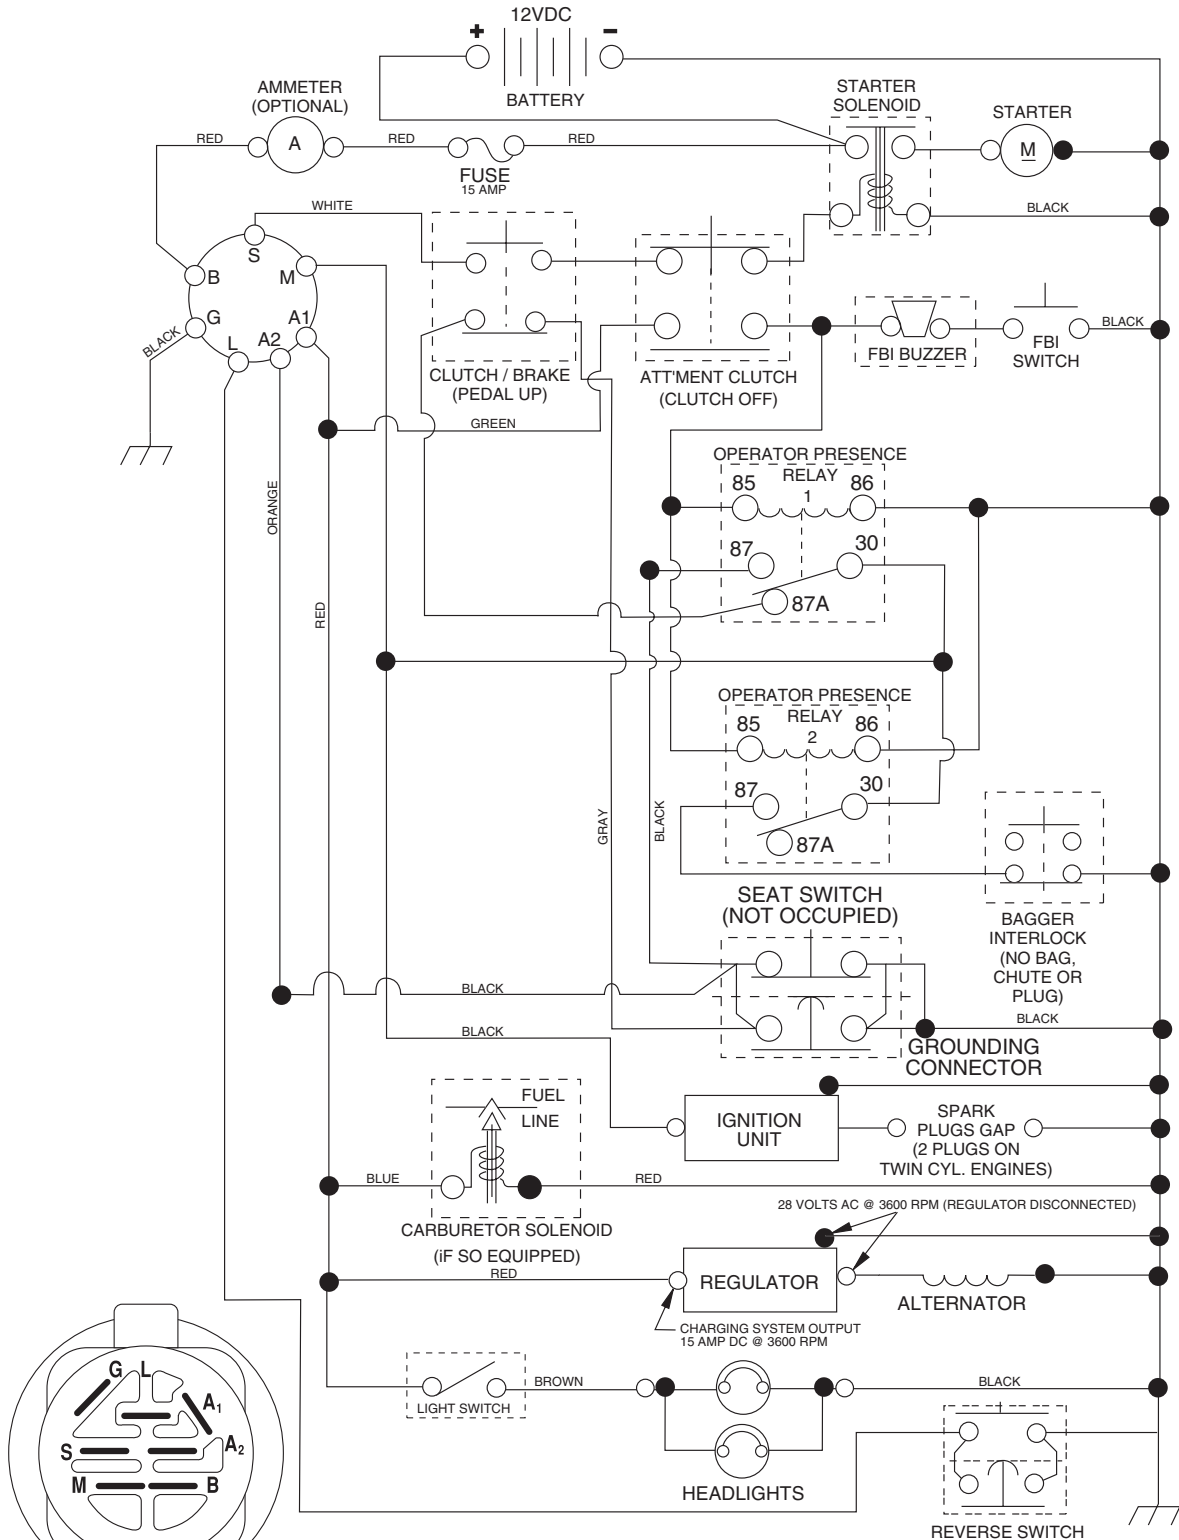 12VDC
+
-
BATTERY
AMMETER
(OPTIONAL)
STARTER
SOLENOID
STARTER
RED
A
RED
RED
M
FUSE
15 AMP
WHITE
BLACK
S
B
M
G
A1
L
A2
BLACK
FBI BUZZER
FBI
SWITCH
BLACK
CLUTCH / BRAKE
(PEDAL UP)
ATT'MENT CLUTCH
(CLUTCH OFF)
GREEN
OPERATOR PRESENCE
RELAY
1
85
86
ORANGE
87
30
87A
RED
OPERATOR PRESENCE
RELAY
2
85
86
87
30
87A
GRAY
BLACK
SEAT SWITCH
(NOT OCCUPIED)
BAGGER
INTERLOCK
(NO BAG,
CHUTE OR
PLUG)
BLACK
BLACK
BLACK
GROUNDING
CONNECTOR
FUEL
LINE
IGNITION
UNIT
SPARK
PLUGS GAP
(2 PLUGS ON
TWIN CYL. ENGINES)
BLUE
RED
CARBURETOR SOLENOID
(iF SO EQUIPPED)
28 VOLTS AC @ 3600 RPM (REGULATOR DISCONNECTED)
RED
REGULATOR
ALTERNATOR
CHARGING SYSTEM OUTPUT
15 AMP DC @ 3600 RPM
G
L
A1
A2
S
M
B
LIGHT SWITCH
BROWN
BLACK
HEADLIGHTS
REVERSE SWITCH